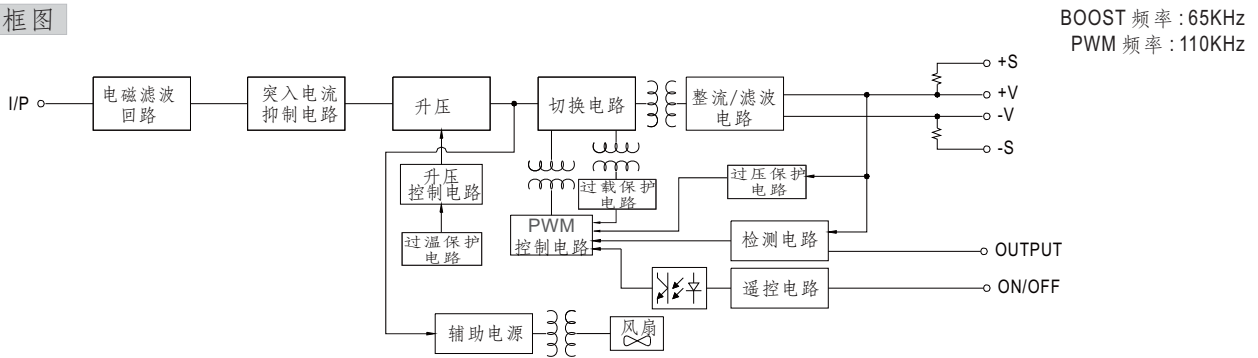 框图
BOOST 频率 : 65KHz
PWM 频率 : 110KHz
I/P
电磁滤波
回路
突入电流
抑制电路
升压
切换电路
整流/滤波
电路
+S
+V
-V
-S
升压
控制电路
过载保护
电路
过压保护
电路
过温保护
电路
PWM
控制电路
检测电路
OUTPUT
遥控电路
ON/OFF
辅助电源
风扇